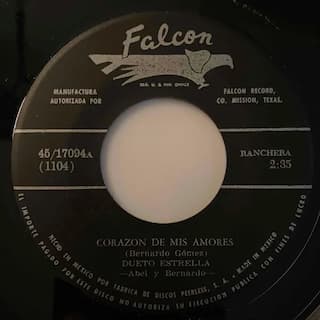 Falcon
REG. U. S. PAT. OFFICE
MANUFACTURA
AUTORIZADA POR
FALCON RECORD,
CO. MISSION, TEXAS.
45/17094A
(1104)
RANCHERA
2:35
CORAZON DE MIS AMORES
(Bernardo Gómez)
DUETO ESTRELLA
—Abel y Bernardo—
EL IMPORTE PAGADO POR ESTE DISCO NO AUTORIZA SU EJECUCION PUBLICA CON FINES DE LUCRO
HECHO EN MEXICO POR FABRICA DE DISCOS PEERLESS, S. A. - MADE IN MEXICO